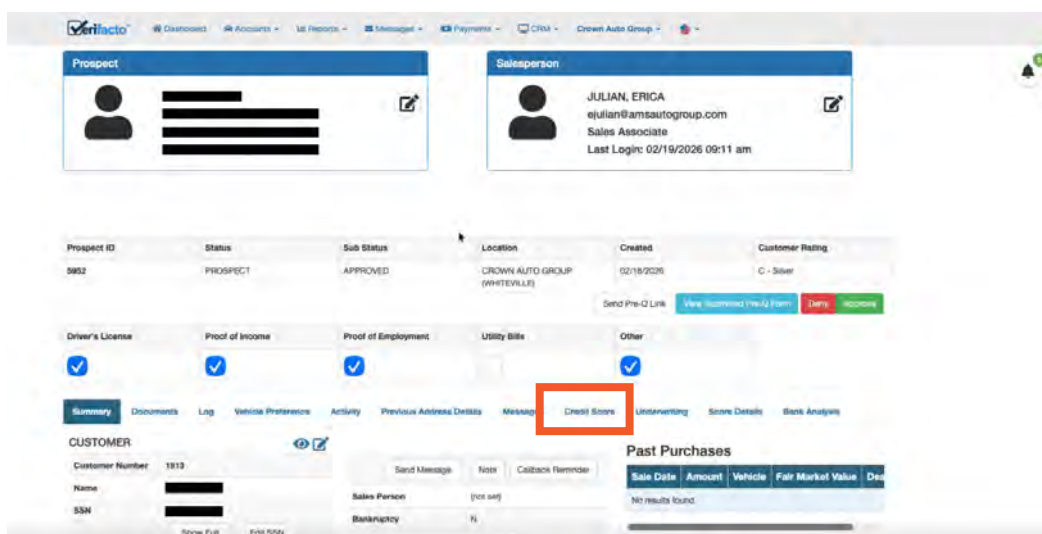 Verifacto Dashboard Accounts Reports Messages Payments CRM Crown Auto Group
Prospect
Salesperson
JULIAN, ERICA
ejulian@amsautogroup.com
Sales Associate
Last Login: 02/19/2026 09:11 am
Prospect ID Status Sub Status Location Created Customer Rating
5952 PROSPECT APPROVED CROWN AUTO GROUP 02/18/2026 C - Silver
(WHITEVILLE)
Send Pre-Q Link View Submitted Pre-Q Form Deny Approve
Driver's License Proof of Income Proof of Employment Utility Bills Other
Summary Documents Log Vehicle Preference Activity Previous Address Details Message Credit Score Underwriting Score Details Bank Analysis
CUSTOMER
Customer Number 1813
Name
SSN
Show Full Edit SSN
Send Message Note Callback Reminder
Sales Person (not set)
Bankruptcy N
Past Purchases
Sale Date Amount Vehicle Fair Market Value Dea
No results found.